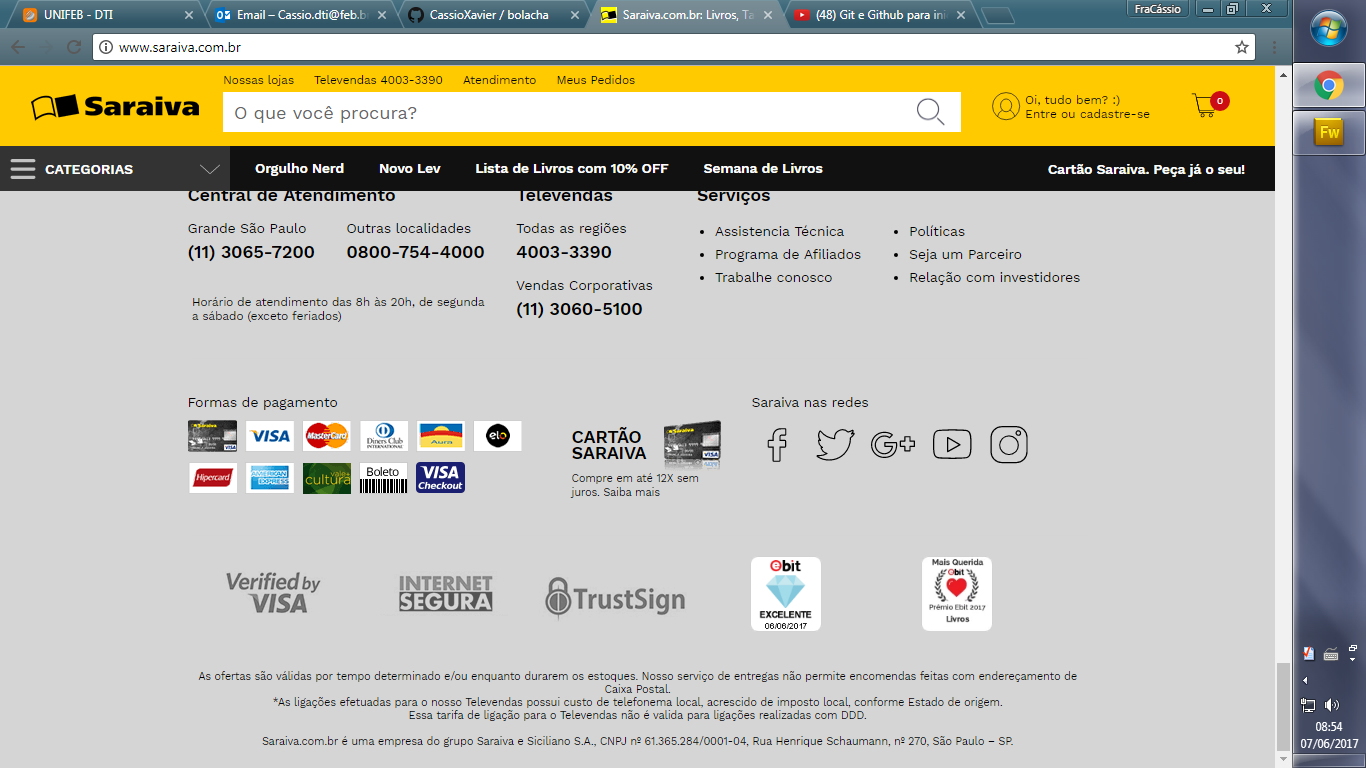 UNIFEB - DTI
Email – Cassio.dti@feb.br
CassioXavier / bolacha
Saraiva.com.br: Livros, Ta
(48) Git e Github para ini
FraCássio
www.saraiva.com.br
Nossas lojas Televendas 4003-3390 Atendimento Meus Pedidos
Saraiva
O que você procura?
Oi, tudo bem? :)
Entre ou cadastre-se
0
CATEGORIAS
Orgulho Nerd Novo Lev Lista de Livros com 10% OFF Semana de Livros
Cartão Saraiva. Peça já o seu!
Central de Atendimento
Grande São Paulo
(11) 3065-7200
Outras localidades
0800-754-4000
Horário de atendimento das 8h às 20h, de segunda
a sábado (exceto feriados)
Televendas
Todas as regiões
4003-3390
Vendas Corporativas
(11) 3060-5100
Serviços
• Assistencia Técnica
• Programa de Afiliados
• Trabalhe conosco
• Políticas
• Seja um Parceiro
• Relação com investidores
Formas de pagamento
Saraiva
VISA
VISA
MasterCard
Diners Club
INTERNATIONAL
Aura
elo
Hipercard
AMERICAN
EXPRESS
vale+
cultura
Boleto
VISA
Checkout
CARTÃO
SARAIVA
Saraiva
VISA
Compre em até 12X sem
juros. Saiba mais
Saraiva nas redes
G+
Verified by
VISA
INTERNET
SEGURA
TrustSign
ebit
EXCELENTE
06/06/2017
Mais Querida
ebit
Prêmio Ebit 2017
Livros
As ofertas são válidas por tempo determinado e/ou enquanto durarem os estoques. Nosso serviço de entregas não permite encomendas feitas com endereçamento de
Caixa Postal.
*As ligações efetuadas para o nosso Televendas possui custo de telefonema local, acrescido de imposto local, conforme Estado de origem.
Essa tarifa de ligação para o Televendas não é valida para ligações realizadas com DDD.
Saraiva.com.br é uma empresa do grupo Saraiva e Siciliano S.A., CNPJ nº 61.365.284/0001-04, Rua Henrique Schaumann, nº 270, São Paulo – SP.
Fw
08:54
07/06/2017